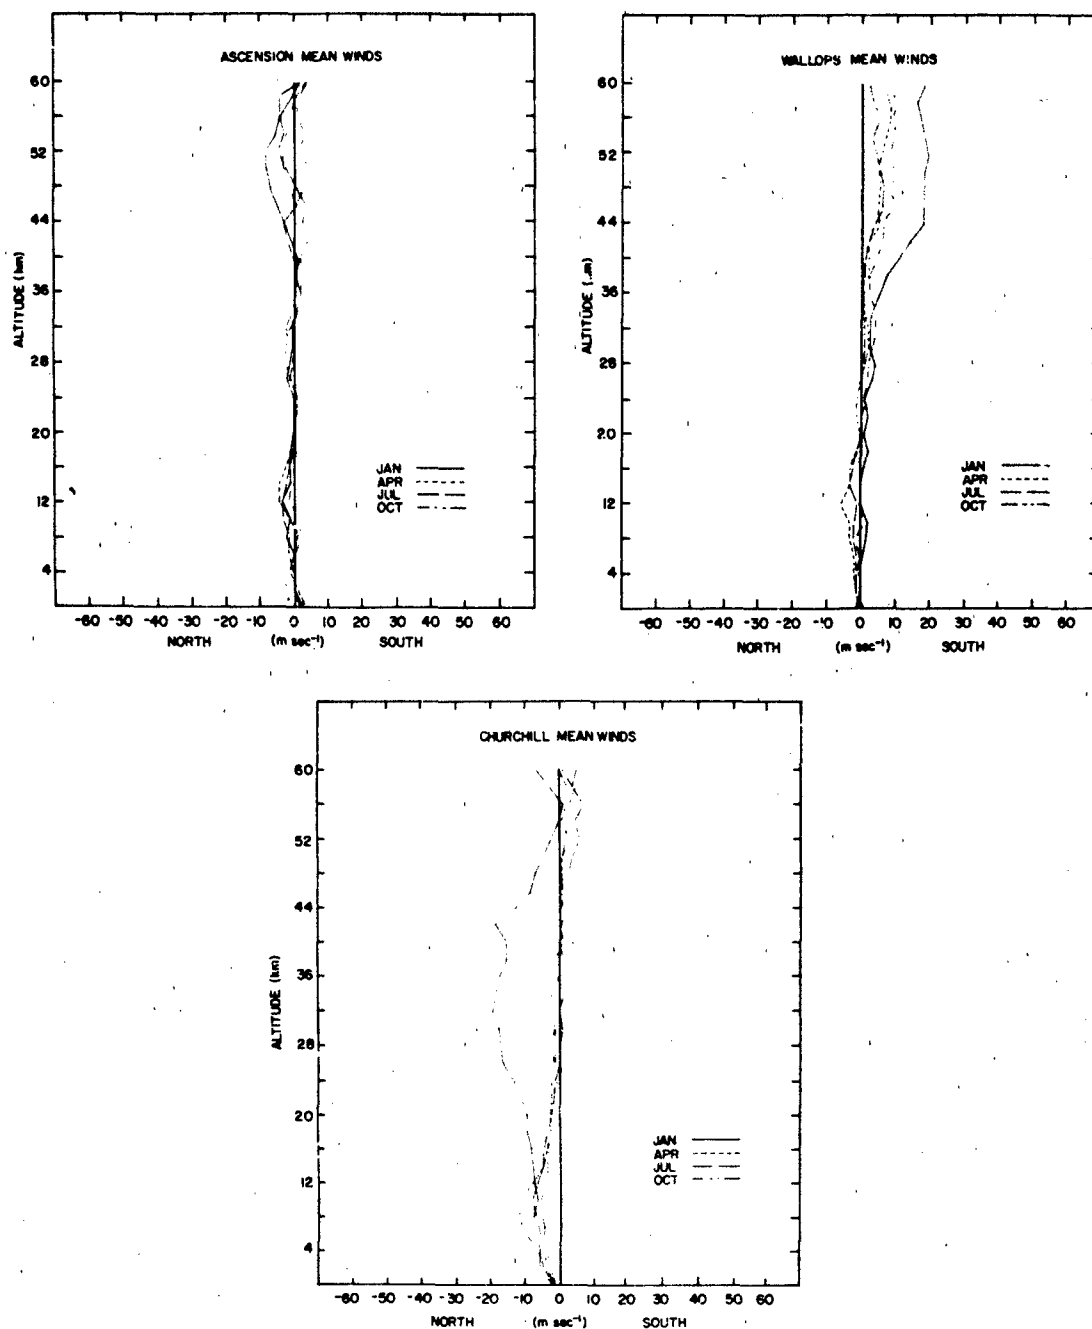 ASCENSION MEAN WINDS
ALTITUDE (km)
60
52
44
36
28
20
12
4
JAN
APR
JUL
OCT
-60 -50 -40 -30 -20 -10 0 10 20 30 40 50 60
NORTH (m sec⁻¹) SOUTH
WALLOPS MEAN WINDS
ALTITUDE (
60
52
44
36
28
20
12
4
JAN
APR
JUL
OCT
-60 -50 -40 -30 -20 -10 0 10 20 30 40 50 60
NORTH (m sec⁻¹) SOUTH
CHURCHILL MEAN WINDS
ALTITUDE (km)
60
52
44
36
28
20
12
4
JAN
APR
JUL
OCT
-60 -50 -40 -30 -20 -10 0 10 20 30 40 50 60
NORTH (m sec⁻¹) SOUTH